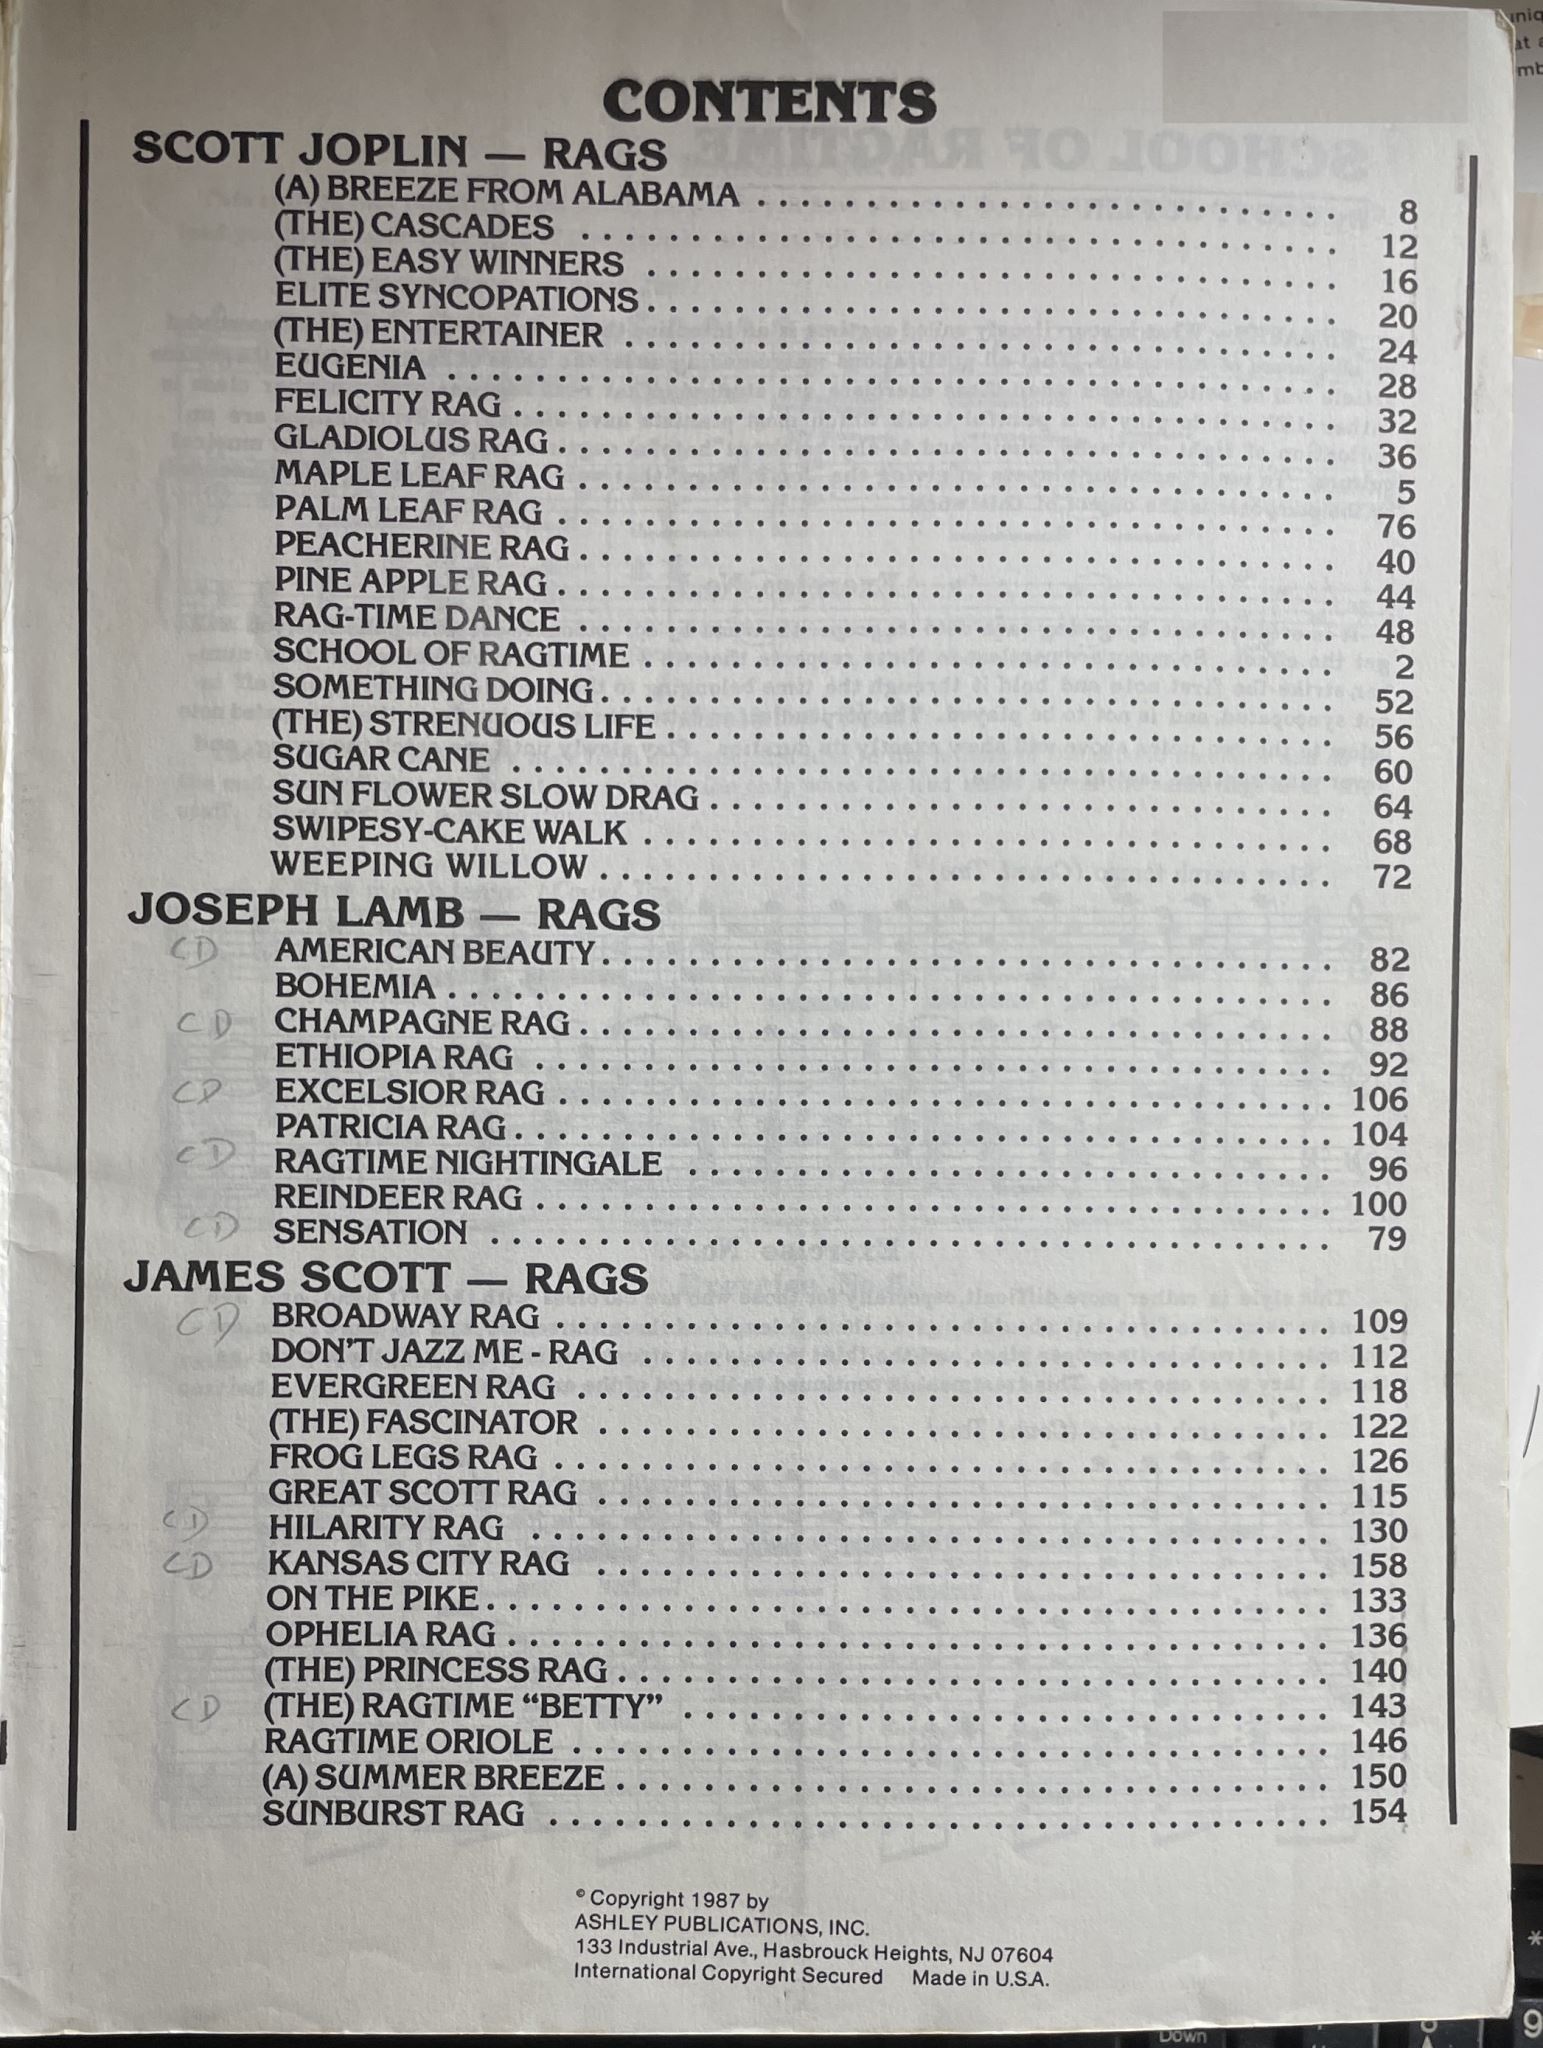 CONTENTS
SCOTT JOPLIN — RAGS
(A) BREEZE FROM ALABAMA . . . . . . . . . . 8
(THE) CASCADES . . . . . . . . . . 12
(THE) EASY WINNERS . . . . . . . . . . 16
ELITE SYNCOPATIONS . . . . . . . . . . 20
(THE) ENTERTAINER . . . . . . . . . . 24
EUGENIA . . . . . . . . . . 28
FELICITY RAG . . . . . . . . . . 32
GLADIOLUS RAG . . . . . . . . . . 36
MAPLE LEAF RAG . . . . . . . . . . 5
PALM LEAF RAG . . . . . . . . . . 76
PEACHERINE RAG . . . . . . . . . . 40
PINE APPLE RAG . . . . . . . . . . 44
RAG-TIME DANCE . . . . . . . . . . 48
SCHOOL OF RAGTIME . . . . . . . . . . 2
SOMETHING DOING . . . . . . . . . . 52
(THE) STRENUOUS LIFE . . . . . . . . . . 56
SUGAR CANE . . . . . . . . . . 60
SUN FLOWER SLOW DRAG . . . . . . . . . . 64
SWIPESY-CAKE WALK . . . . . . . . . . 68
WEEPING WILLOW . . . . . . . . . . 72
JOSEPH LAMB — RAGS
CD AMERICAN BEAUTY . . . . . . . . . . 82
BOHEMIA . . . . . . . . . . 86
CD CHAMPAGNE RAG . . . . . . . . . . 88
ETHIOPIA RAG . . . . . . . . . . 92
CD EXCELSIOR RAG . . . . . . . . . . 106
PATRICIA RAG . . . . . . . . . . 104
CD RAGTIME NIGHTINGALE . . . . . . . . . . 96
REINDEER RAG . . . . . . . . . . 100
CD SENSATION . . . . . . . . . . 79
JAMES SCOTT — RAGS
CD BROADWAY RAG . . . . . . . . . . 109
DON'T JAZZ ME - RAG . . . . . . . . . . 112
EVERGREEN RAG . . . . . . . . . . 118
(THE) FASCINATOR . . . . . . . . . . 122
FROG LEGS RAG . . . . . . . . . . 126
GREAT SCOTT RAG . . . . . . . . . . 115
CD HILARITY RAG . . . . . . . . . . 130
CD KANSAS CITY RAG . . . . . . . . . . 158
ON THE PIKE . . . . . . . . . . 133
OPHELIA RAG . . . . . . . . . . 136
(THE) PRINCESS RAG . . . . . . . . . . 140
CD (THE) RAGTIME “BETTY” . . . . . . . . . . 143
RAGTIME ORIOLE . . . . . . . . . . 146
(A) SUMMER BREEZE . . . . . . . . . . 150
SUNBURST RAG . . . . . . . . . . 154
© Copyright 1987 by
ASHLEY PUBLICATIONS, INC.
133 Industrial Ave., Hasbrouck Heights, NJ 07604
International Copyright Secured Made in U.S.A.
Down
9